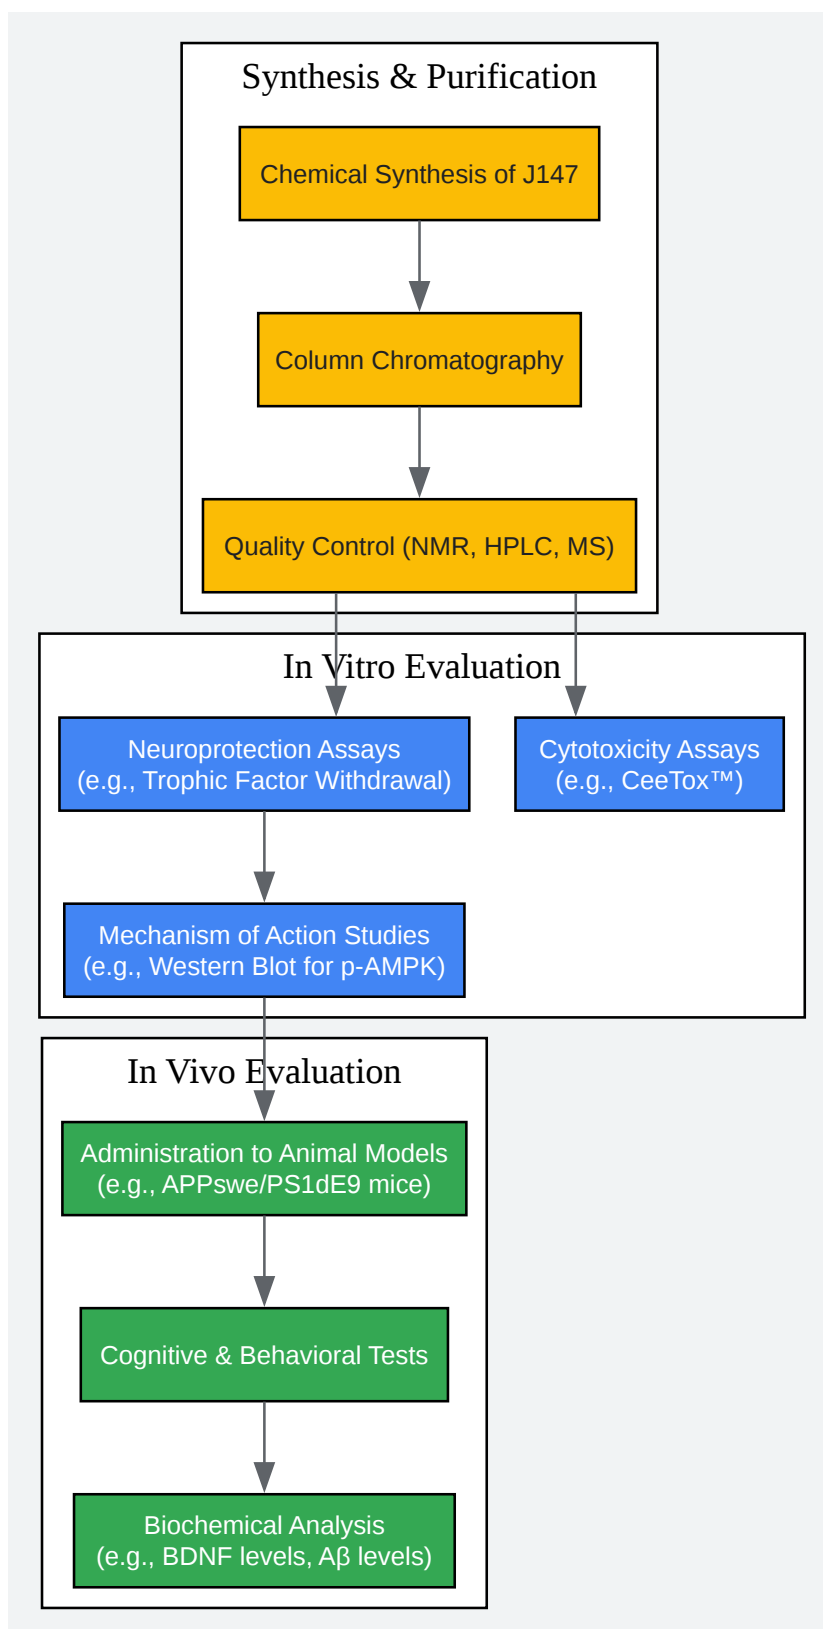 Synthesis & Purification
Chemical Synthesis of J147
Column Chromatography
Quality Control (NMR, HPLC, MS)
In Vitro Evaluation
Neuroprotection Assays
(e.g., Trophic Factor Withdrawal)
Cytotoxicity Assays
(e.g., CeeTox™)
Mechanism of Action Studies
(e.g., Western Blot for p-AMPK)
In Vivo Evaluation
Administration to Animal Models
(e.g., APPswe/PS1dE9 mice)
Cognitive & Behavioral Tests
Biochemical Analysis
(e.g., BDNF levels, Aβ levels)